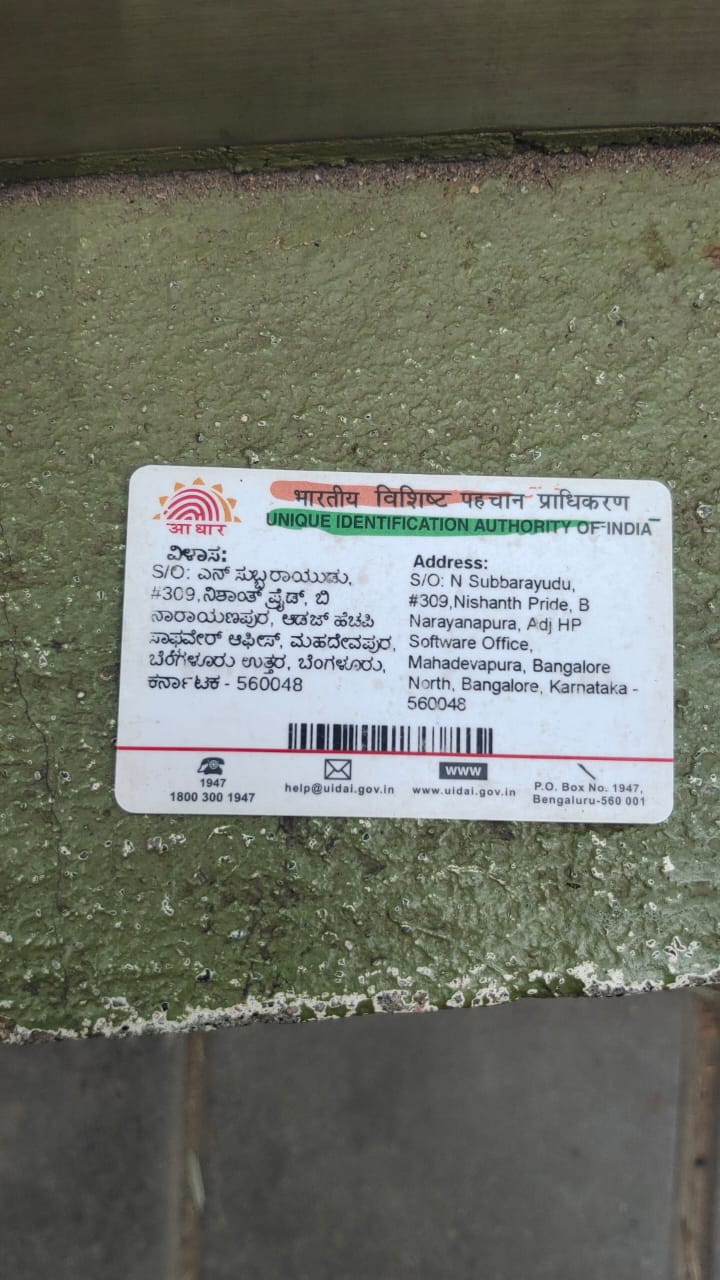 भारतीय विशिष्ट पहचान प्राधिकरण
UNIQUE IDENTIFICATION AUTHORITY OF INDIA
आधार
ವಿಳಾಸ:
S/O: ಎನ್ ಸುಬ್ಬರಾಯುಡು,
#309,ನಿಶಾಂತ್ ಪ್ರೈಡ್, ಬಿ
ನಾರಾಯಣಪುರ, ಆಡಜ್ ಹೆಚಪಿ
ಸಾಫ್ಟವೇರ್ ಆಫೀಸ್, ಮಹದೇವಪುರ,
ಬೆಂಗಳೂರು ಉತ್ತರ, ಬೆಂಗಳೂರು,
ಕರ್ನಾಟಕ - 560048
Address:
S/O: N Subbarayudu,
#309,Nishanth Pride, B
Narayanapura, Adj HP
Software Office,
Mahadevapura, Bangalore
North, Bangalore, Karnataka -
560048
1947
1800 300 1947
help@uidai.gov.in
www
www.uidai.gov.in
P.O. Box No. 1947,
Bengaluru-560 001